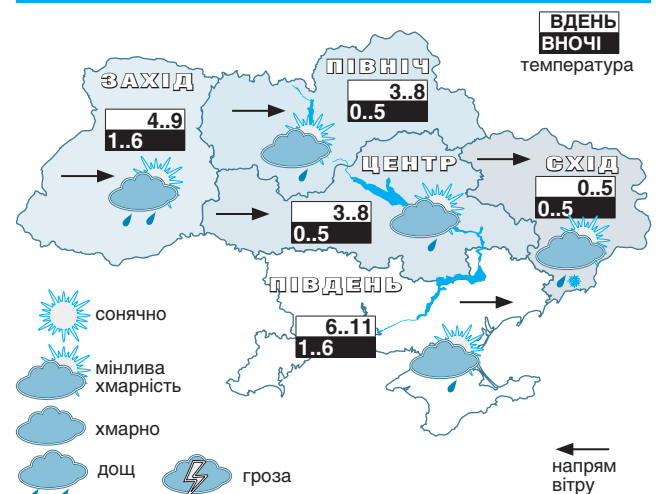 ВДЕНЬ
ВНОЧІ
температура
ЗАХІД
4..9
1..6
ПІВНІЧ
3..8
0..5
ЦЕНТР
3..8
0..5
СХІД
0..5
0..5
ПІВДЕНЬ
6..11
1..6
сонячно
мінлива
хмарність
хмарно
дощ
гроза
напрям
вітру